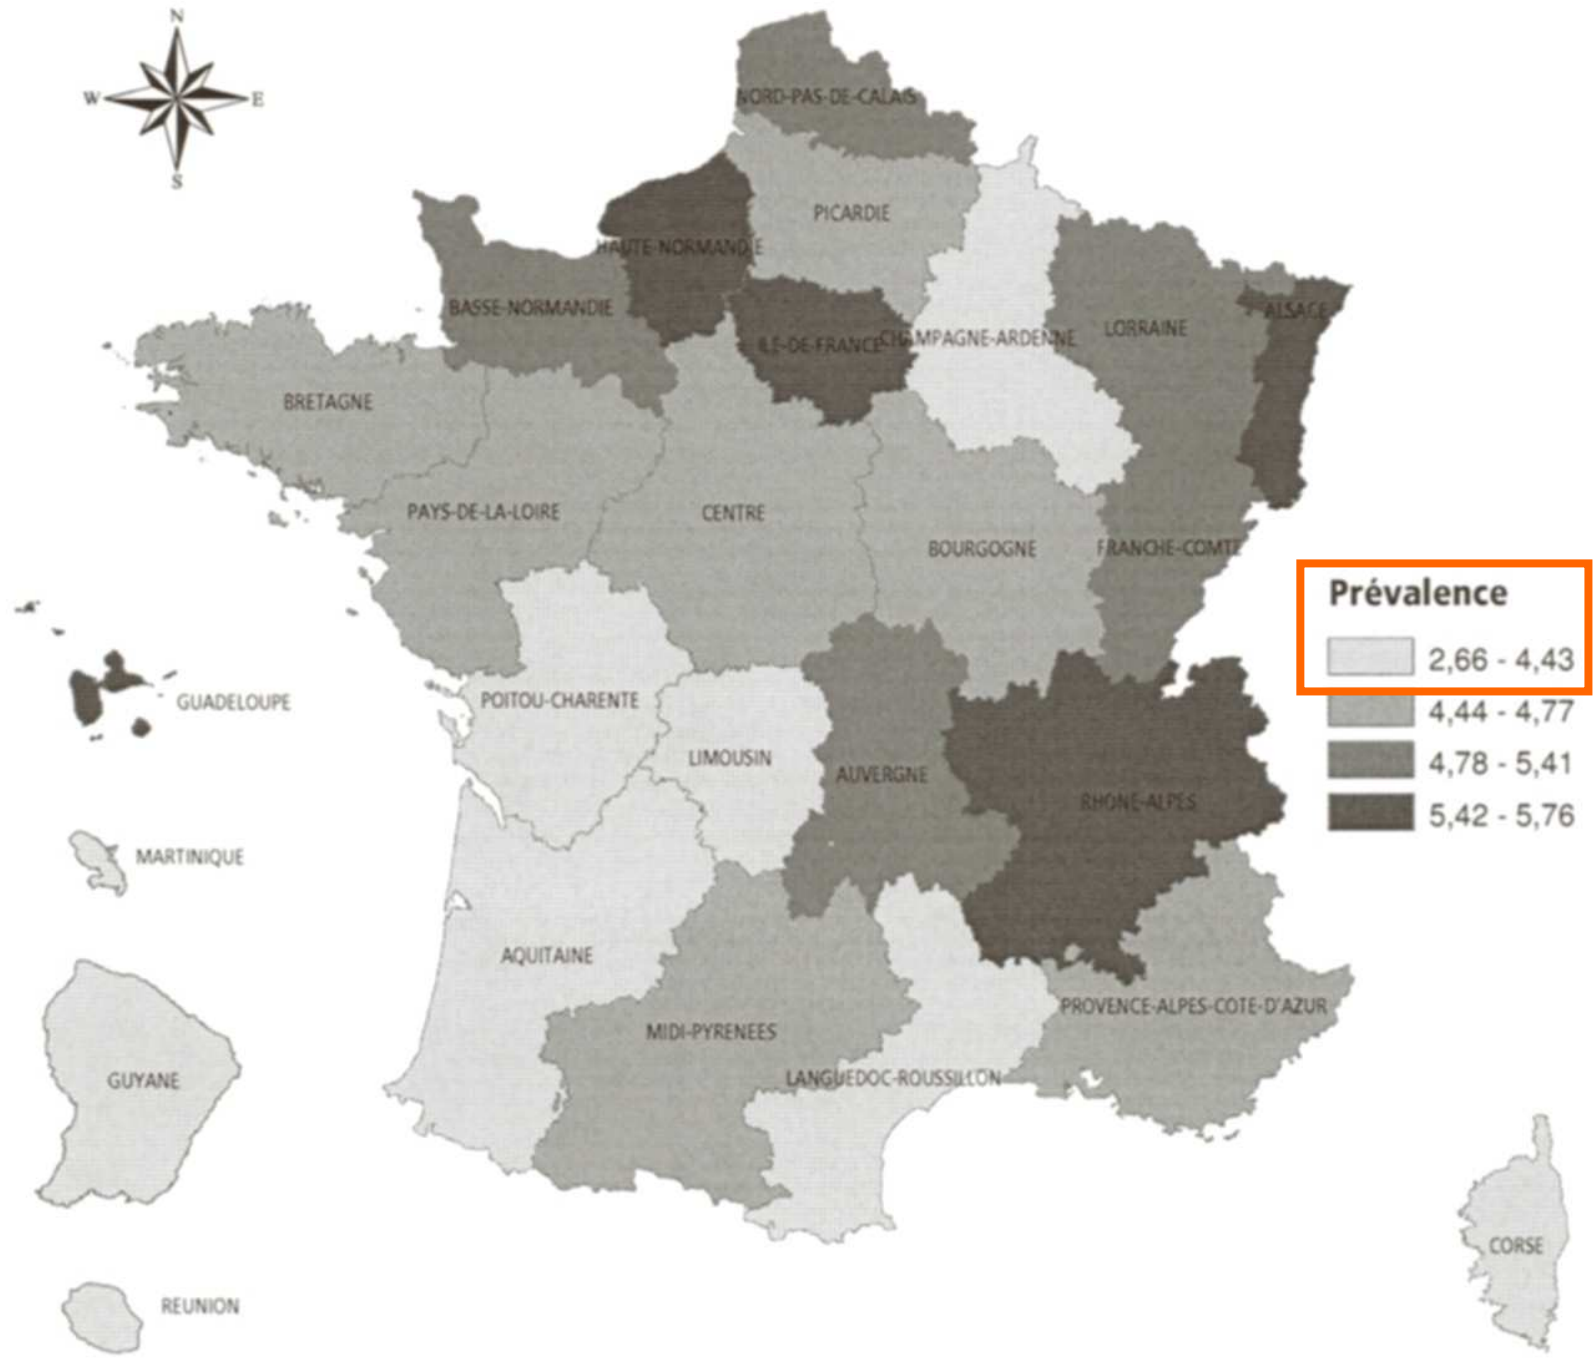 N
W
E
S
NORD-PAS-DE-CALAIS
PICARDIE
HAUTE-NORMANDIE
BASSE-NORMANDIE
ILE-DE-FRANCE
CHAMPAGNE-ARDENNE
LORRAINE
ALSACE
BRETAGNE
PAYS-DE-LA-LOIRE
CENTRE
BOURGOGNE
FRANCHE-COMTE
Prévalence
2,66 - 4,43
4,44 - 4,77
4,78 - 5,41
5,42 - 5,76
GUADELOUPE
POITOU-CHARENTE
LIMOUSIN
AUVERGNE
RHONE-ALPES
MARTINIQUE
AQUITAINE
MIDI-PYRENEES
PROVENCE-ALPES-COTE-D'AZUR
GUYANE
LANGUEDOC-ROUSSILLON
CORSE
REUNION